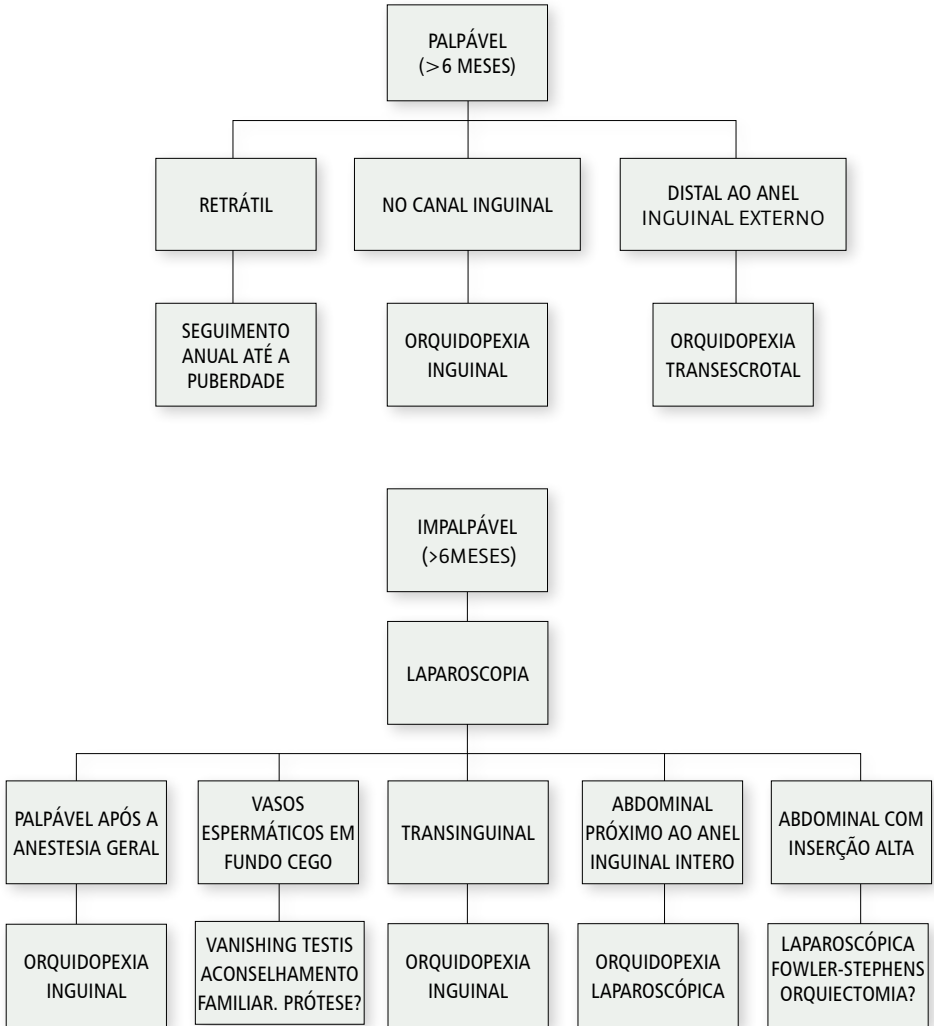 PALPÁVEL
(>6 MESES)
RETRÁTIL
NO CANAL INGUINAL
DISTAL AO ANEL
INGUINAL EXTERNO
SEGUIMENTO
ANUAL ATÉ A
PUBERDADE
ORQUIDOPEXIA
INGUINAL
ORQUIDOPEXIA
TRANSESCROTAL
IMPALPÁVEL
(>6MESES)
LAPAROSCOPIA
PALPÁVEL APÓS A
ANESTESIA GERAL
VASOS
ESPERMÁTICOS EM
FUNDO CEGO
TRANSINGUINAL
ABDOMINAL
PRÓXIMO AO ANEL
INGUINAL INTERO
ABDOMINAL COM
INSERÇÃO ALTA
ORQUIDOPEXIA
INGUINAL
VANISHING TESTIS
ACONSELHAMENTO
FAMILIAR. PRÓTESE?
ORQUIDOPEXIA
INGUINAL
ORQUIDOPEXIA
LAPAROSCÓPICA
LAPAROSCÓPICA
FOWLER-STEPHENS
ORQUIECTOMIA?